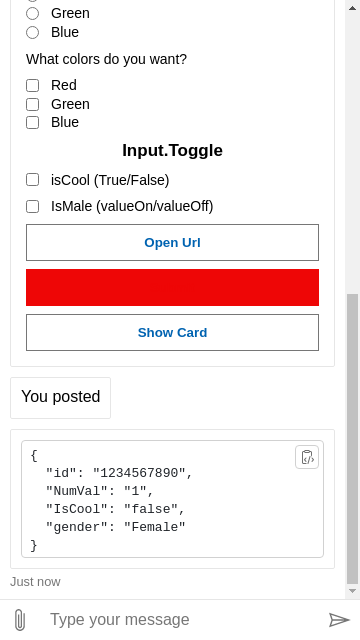 Green
Blue
What colors do you want?
Red
Green
Blue
Input.Toggle
isCool (True/False)
IsMale (valueOn/valueOff)
Open Url
Show Card
You posted
{
  "id": "1234567890",
  "NumVal": "1",
  "IsCool": "false",
  "gender": "Female"
}
Just now
Type your message